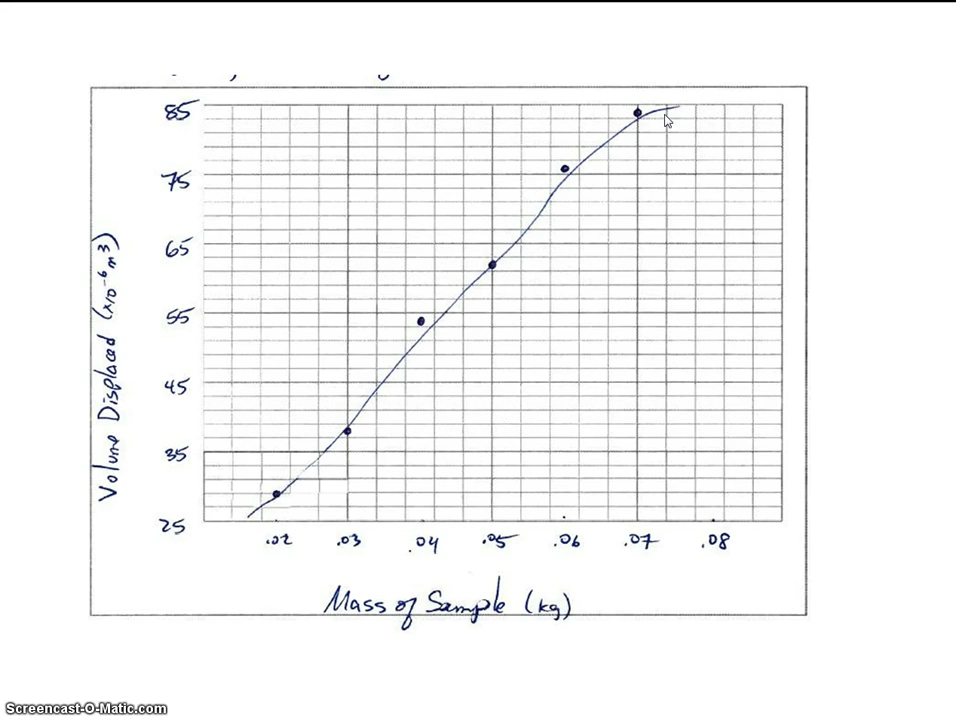 85
75
65
55
45
35
25
Volume Displaced (x10⁻⁶ m3)
.02 .03 .04 .05 .06 .07 .08
Mass of Sample (kg)
Screencast-O-Matic.com